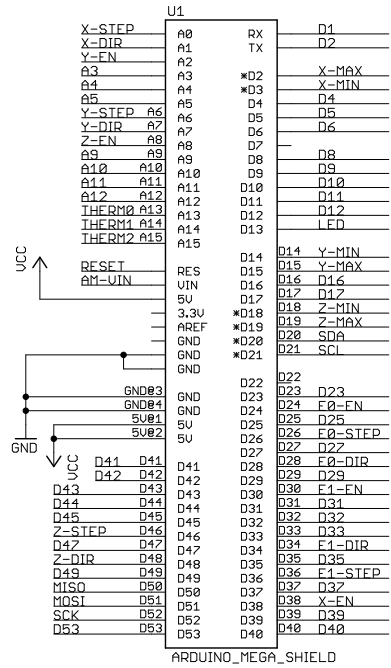 U1
X-STEP A0 RX D1
X-DIR A1 TX D2
Y-EN A2
A3 A3 *D2 X-MAX
A4 A4 *D3 X-MIN
A5 A5 D4 D4
Y-STEP A6 A6 D5 D5
Y-DIR A7 A7 D6 D6
Z-EN A8 A8 D7
A9 A9 A9 D8 D8
A10 A10 A10 D9 D9
A11 A11 A11 D10 D10
A12 A12 A12 D11 D11
THERM0 A13 A13 D12 D12
THERM1 A14 A14 D13 LED
THERM2 A15 A15
D14 D14 Y-MIN
RESET RES D15 D15 Y-MAX
AM-VIN VIN D16 D16 D16
VCC 5V D17 D17 D17
3.3V *D18 D18 Z-MIN
AREF *D19 D19 Z-MAX
GND *D20 D20 SDA
GND *D21 D21 SCL
GND
D22 D22
GND@3 GND D23 D23 D23
GND@4 GND D24 D24 E0-EN
5V@1 5V D25 D25 D25
5V@2 5V D26 D26 E0-STEP
GND VCC
D27 D27 D27
D41 D41 D41 D28 D28 E0-DIR
D42 D42 D42 D29 D29 D29
D43 D43 D43 D30 D30 E1-EN
D44 D44 D44 D31 D31 D31
D45 D45 D45 D32 D32 D32
Z-STEP D46 D46 D33 D33 D33
D47 D47 D47 D34 D34 E1-DIR
Z-DIR D48 D48 D35 D35 D35
D49 D49 D49 D36 D36 E1-STEP
MISO D50 D50 D37 D37 D37
MOSI D51 D51 D38 D38 X-EN
SCK D52 D52 D39 D39 D39
D53 D53 D53 D40 D40 D40
ARDUINO_MEGA_SHIELD